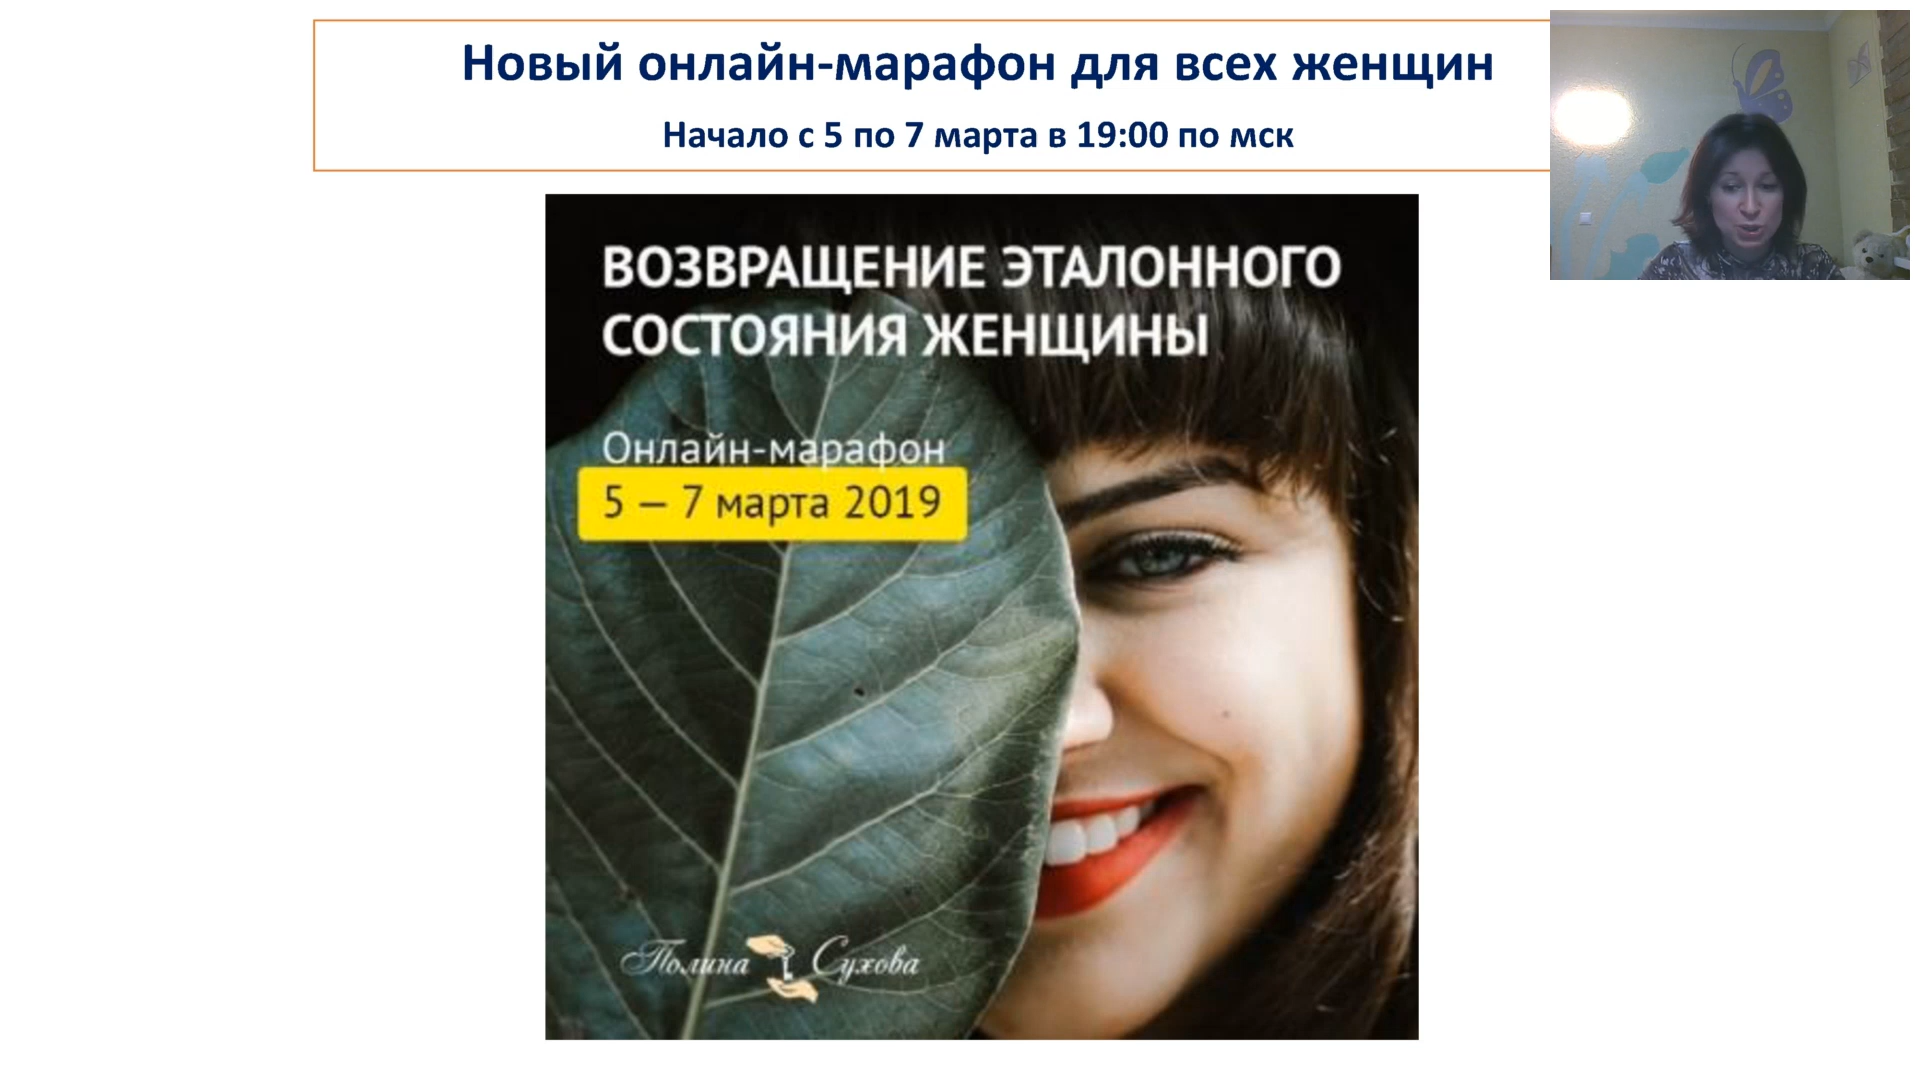 Новый онлайн-марафон для всех женщин
Начало с 5 по 7 марта в 19:00 по мск
ВОЗВРАЩЕНИЕ ЭТАЛОННОГО
СОСТОЯНИЯ ЖЕНЩИНЫ
Онлайн-марафон
5 — 7 марта 2019
Полина Сухова